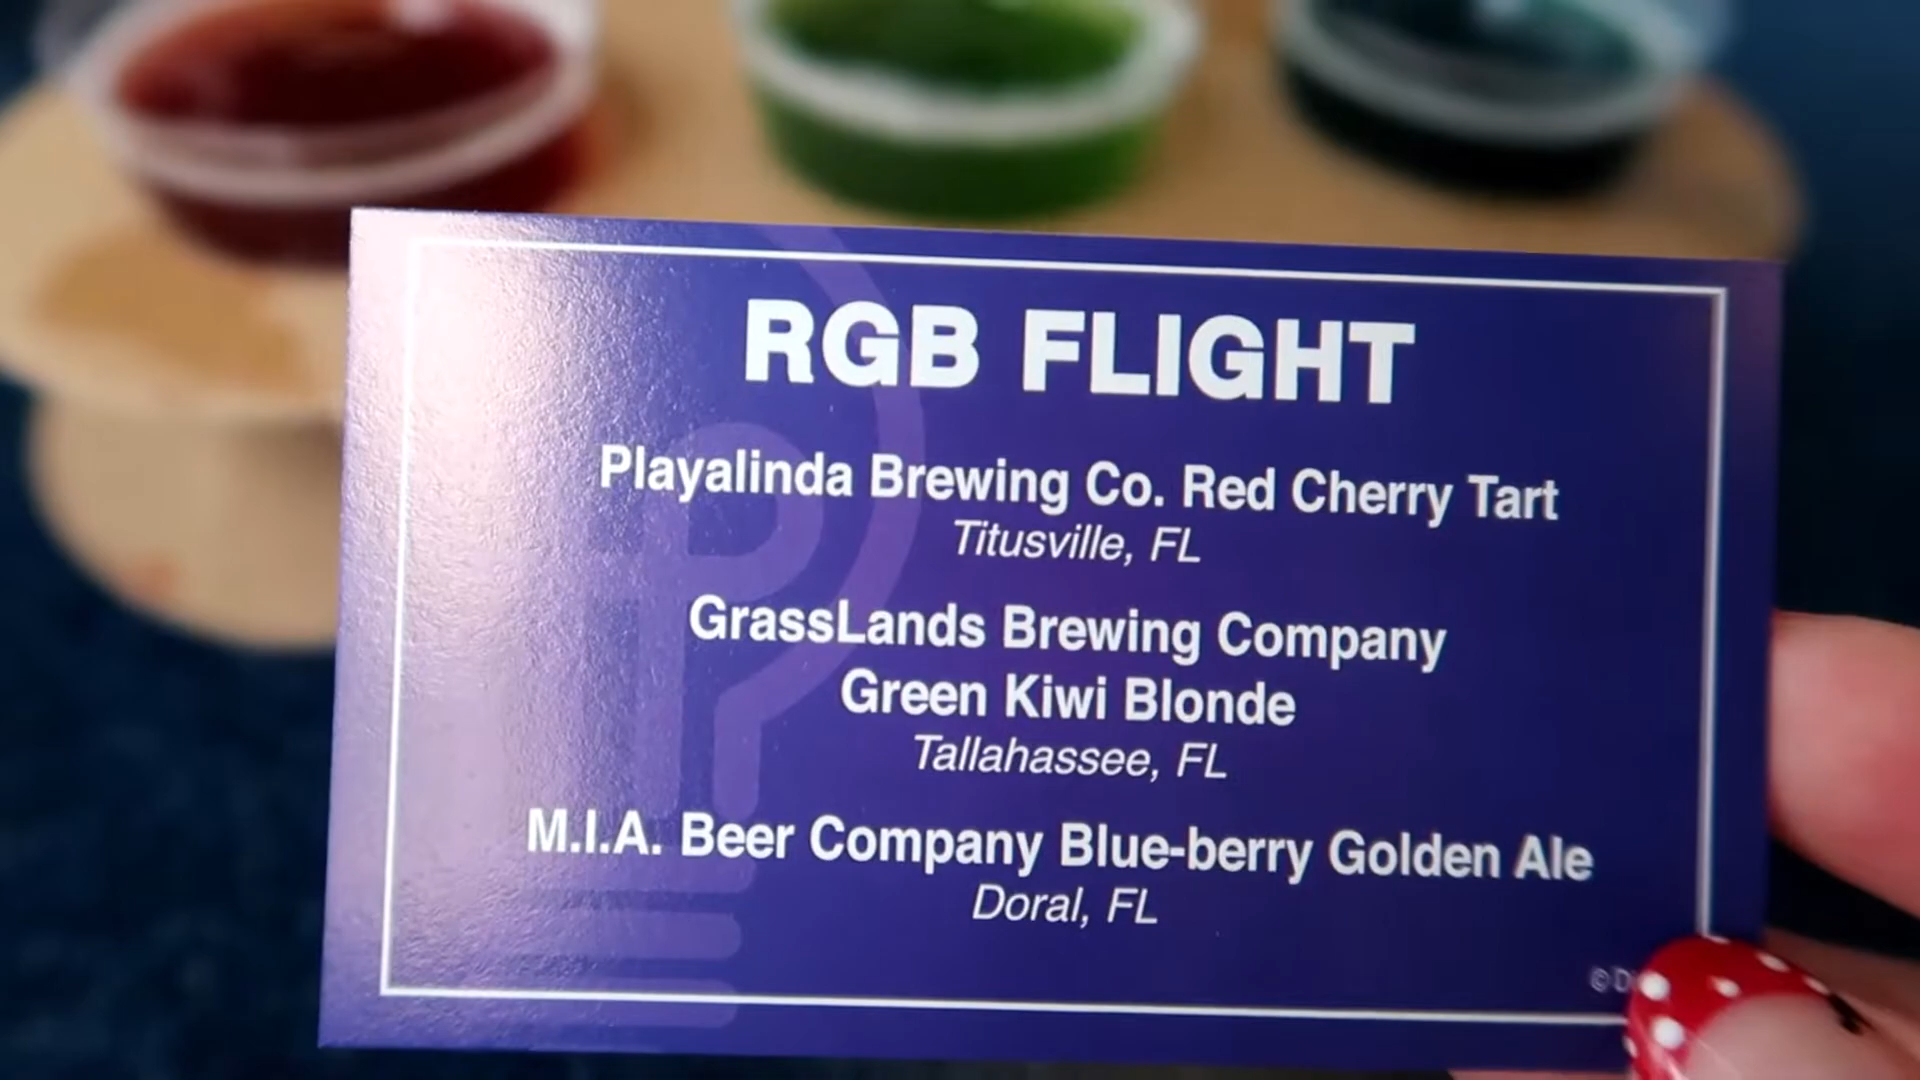 RGB FLIGHT
Playalinda Brewing Co. Red Cherry Tart
Titusville, FL
GrassLands Brewing Company
Green Kiwi Blonde
Tallahassee, FL
M.I.A. Beer Company Blue-berry Golden Ale
Doral, FL